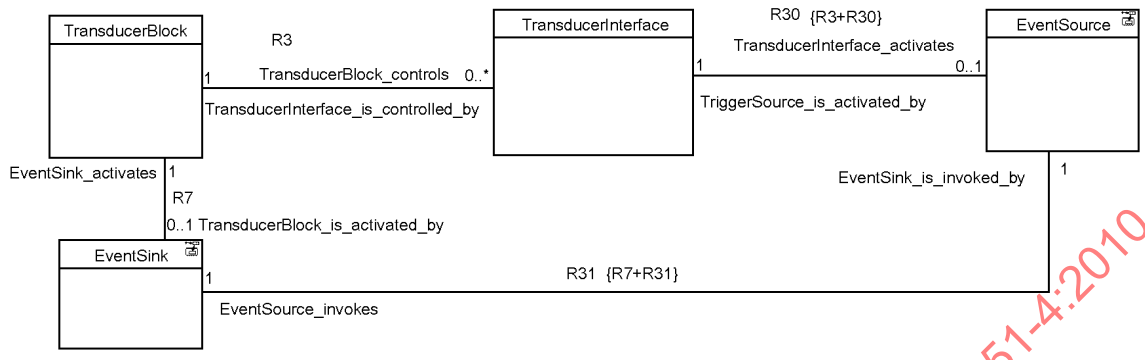 TransducerBlock
TransducerInterface
EventSource
R3
R30 {R3+R30}
TransducerInterface_activates
1
TransducerBlock_controls
0..*
1
0..1
TransducerInterface_is_controlled_by
TriggerSource_is_activated_by
EventSink_activates
1
EventSink_is_invoked_by
1
R7
0..1 TransducerBlock_is_activated_by
EventSink
1
R31 {R7+R31}
EventSource_invokes
51-4:2010